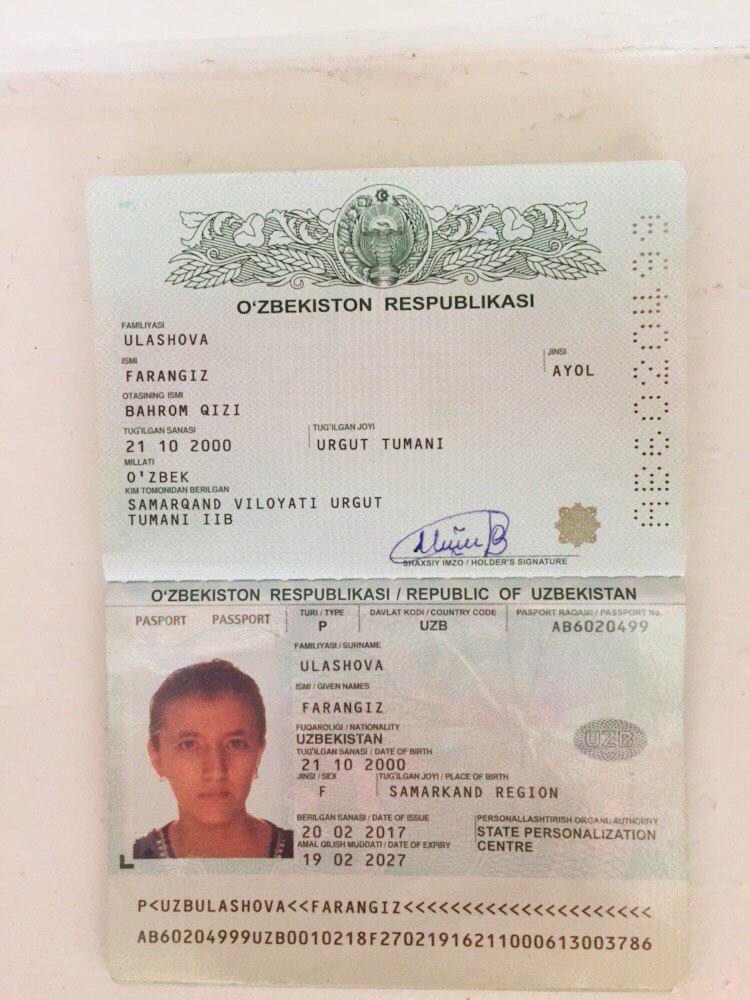 O'ZBEKISTON RESPUBLIKASI
FAMILIYASI
ULASHOVA
ISMI
FARANGIZ
JINSI
AYOL
OTASINING ISMI
BAHROM QIZI
TUG'ILGAN SANASI
21 10 2000
TUG'ILGAN JOYI
URGUT TUMANI
MILLATI
O'ZBEK
KIM TOMONIDAN BERILGAN
SAMARQAND VILOYATI URGUT
TUMANI IIB
SHAXSIY IMZO / HOLDER'S SIGNATURE
AB6020499
O'ZBEKISTON RESPUBLIKASI / REPUBLIC OF UZBEKISTAN
PASPORT PASSPORT
TURI / TYPE
P
DAVLAT KODI / COUNTRY CODE
UZB
PASPORT RAQAMI / PASSPORT No.
AB6020499
FAMILIYASI / SURNAME
ULASHOVA
ISMI / GIVEN NAMES
FARANGIZ
FUQAROLIGI / NATIONALITY
UZBEKISTAN
TUG'ILGAN SANASI / DATE OF BIRTH
21 10 2000
JINSI / SEX
F
TUG'ILGAN JOYI / PLACE OF BIRTH
SAMARKAND REGION
UZB
BERILGAN SANASI / DATE OF ISSUE
20 02 2017
PERSONALLASHTIRISH ORGANI / AUTHORITY
STATE PERSONALIZATION
CENTRE
AMAL QILISH MUDDATI / DATE OF EXPIRY
19 02 2027
P<UZBULASHOVA<<FARANGIZ<<<<<<<<<<<<<<<<<<<<<
AB60204999UZB0010218F27021916211000613003786